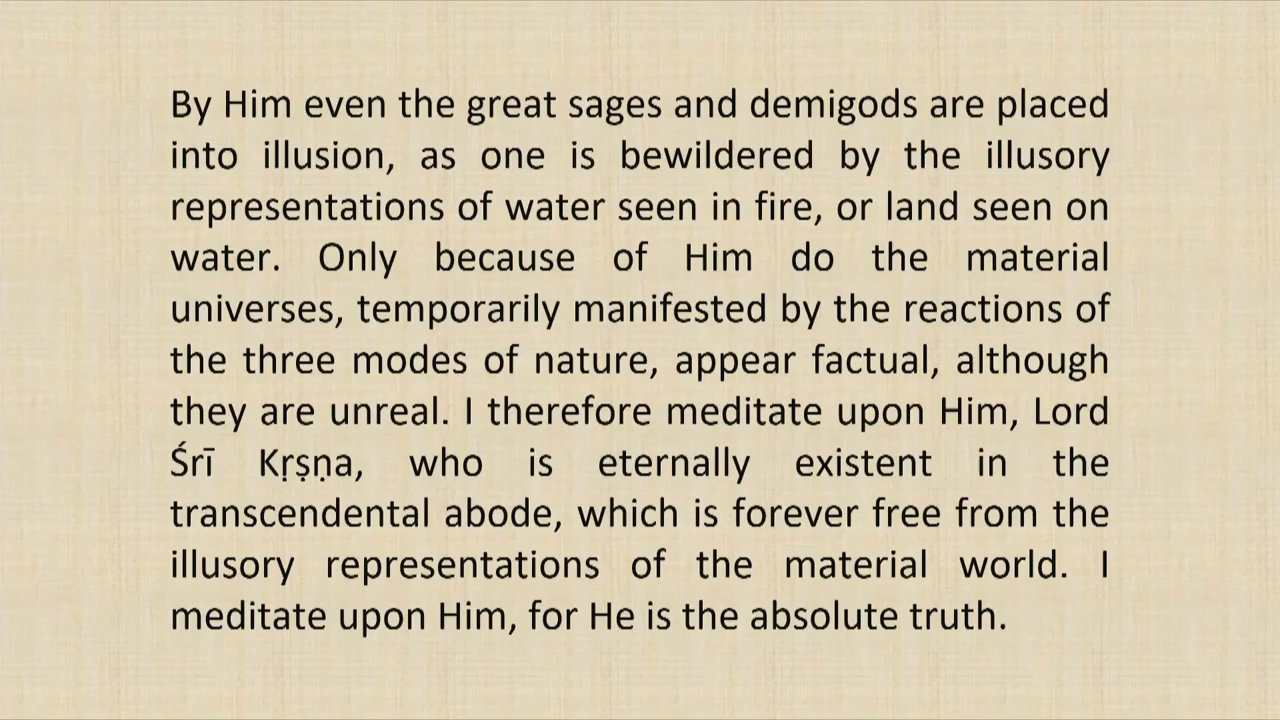 By Him even the great sages and demigods are placed
into illusion, as one is bewildered by the illusory
representations of water seen in fire, or land seen on
water. Only because of Him do the material
universes, temporarily manifested by the reactions of
the three modes of nature, appear factual, although
they are unreal. I therefore meditate upon Him, Lord
Śrī Kṛṣṇa, who is eternally existent in the
transcendental abode, which is forever free from the
illusory representations of the material world. I
meditate upon Him, for He is the absolute truth.